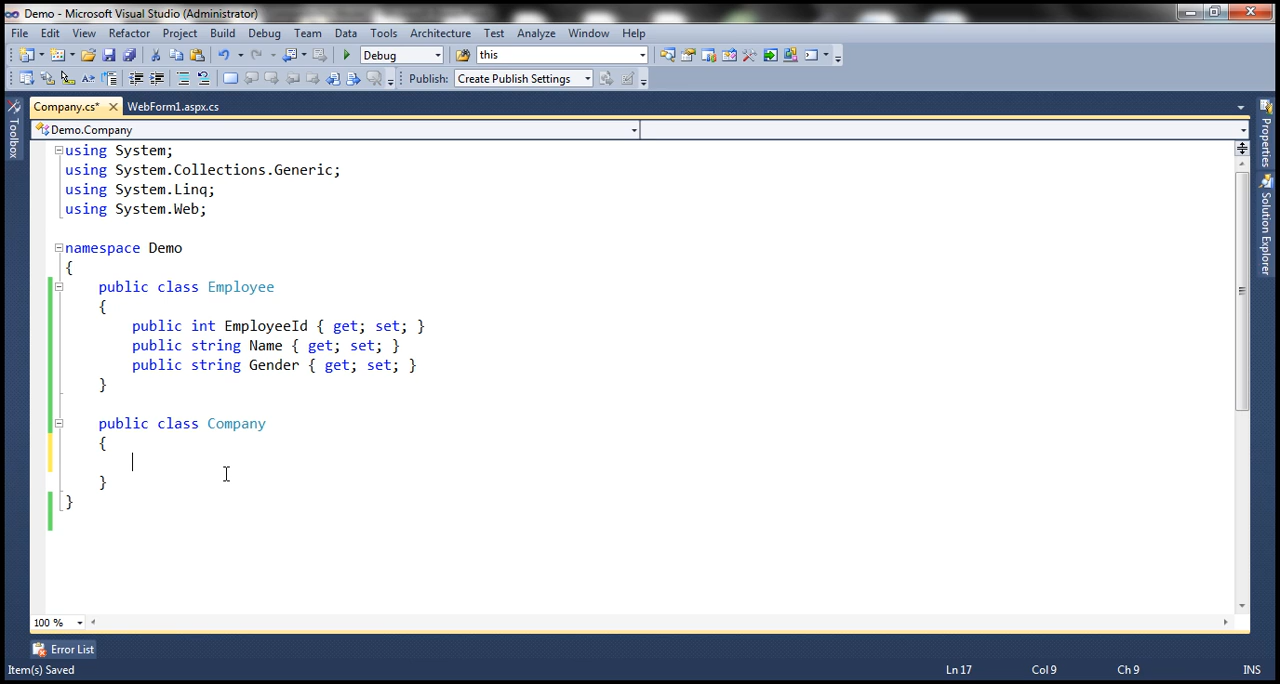 Demo - Microsoft Visual Studio (Administrator)
File Edit View Refactor Project Build Debug Team Data Tools Architecture Test Analyze Window Help
Debug this
Publish: Create Publish Settings
Company.cs* WebForm1.aspx.cs
Toolbox
Properties
Solution Explorer
Demo.Company
using System;
using System.Collections.Generic;
using System.Linq;
using System.Web;
namespace Demo
{
public class Employee
{
public int EmployeeId { get; set; }
public string Name { get; set; }
public string Gender { get; set; }
}
public class Company
{
}
}
100 %
Error List
Item(s) Saved Ln 17 Col 9 Ch 9 INS